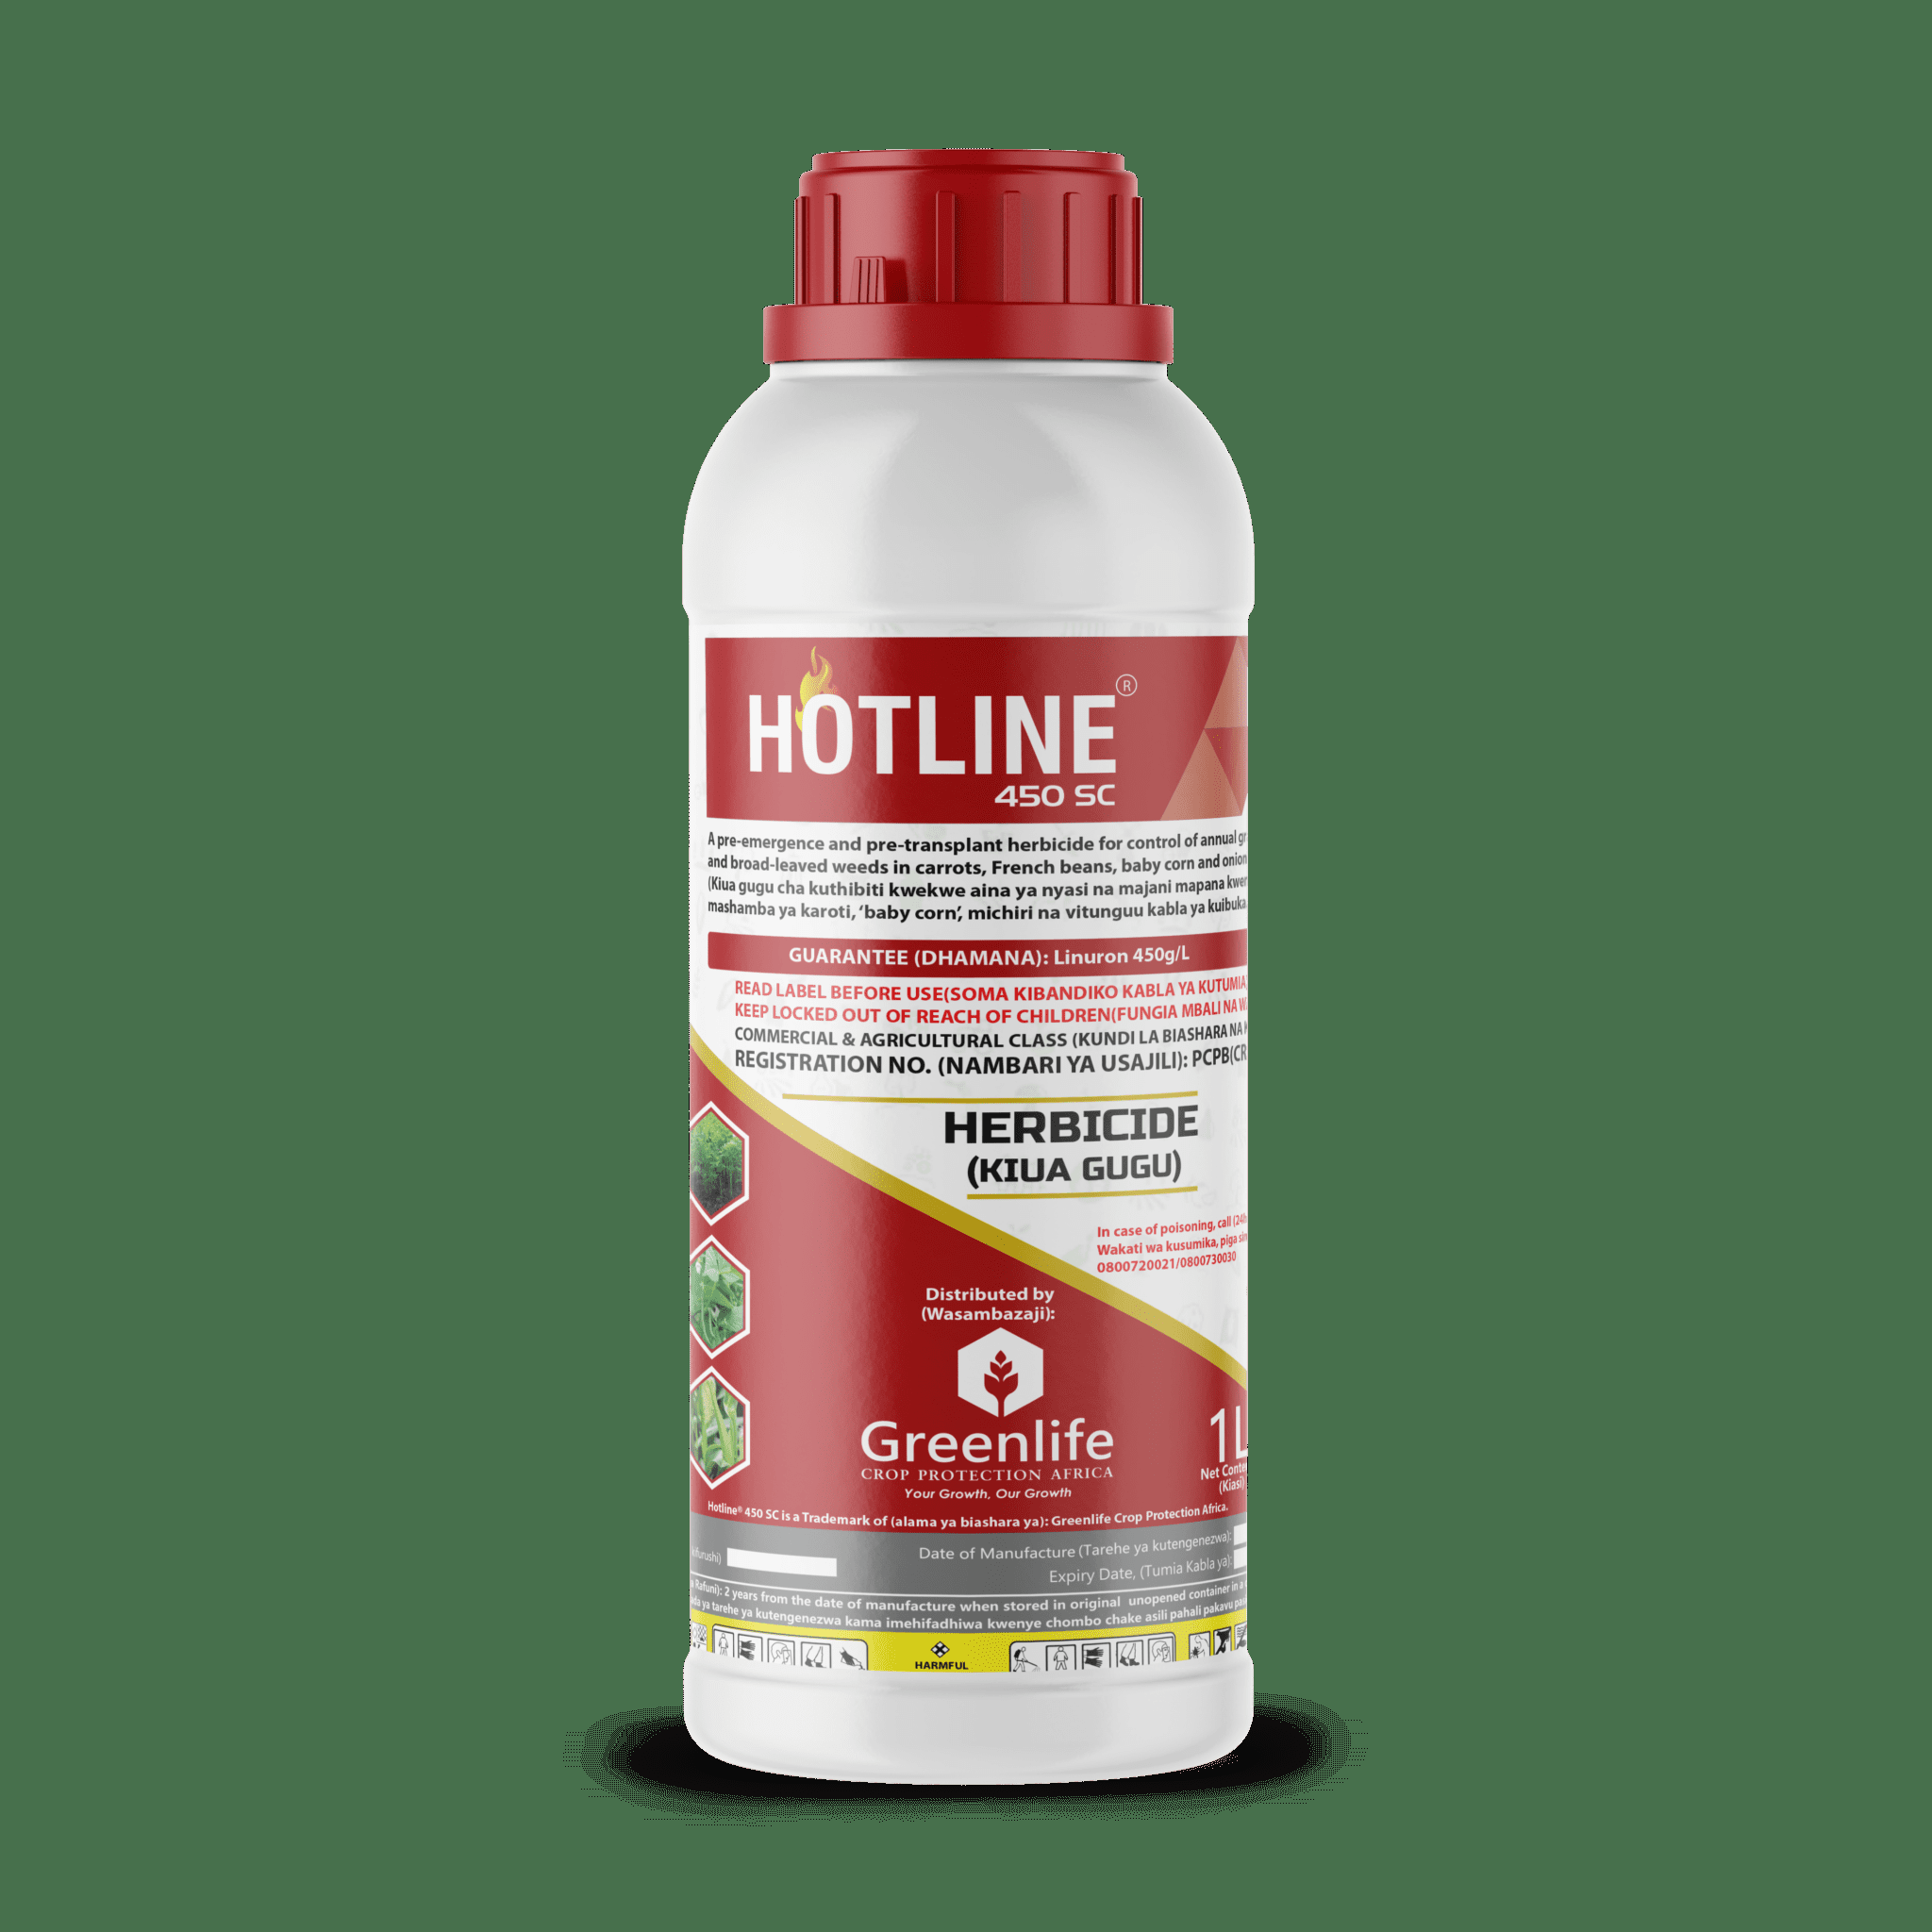 HOTLINE®
450 SC
A pre-emergence and pre-transplant herbicide for control of annual
and broad-leaved weeds in carrots, French beans, baby corn and onion
(Kiua gugu cha kuthibiti kwekwe aina ya nyasi na majani mapana
mashamba ya karoti, ‘baby corn’, michiri na vitunguu kabla ya kuibuka
GUARANTEE (DHAMANA): Linuron 450g/L
READ LABEL BEFORE USE(SOMA KIBANDIKO KABLA YA KUTUMIA)
KEEP LOCKED OUT OF REACH OF CHILDREN(FUNGIA MBALI NA
COMMERCIAL & AGRICULTURAL CLASS (KUNDI LA BIASHARA NA
REGISTRATION NO. (NAMBARI YA USAJILI): PCPB(CR
HERBICIDE
(KIUA GUGU)
In case of poisoning, call
Wakati wa kusumika, piga
0800720021/0800730030
Distributed by
(Wasambazaji):
Greenlife
CROP PROTECTION AFRICA
Your Growth, Our Growth
1L
Net
(Kiasi)
Hotline® 450 SC is a Trademark of (alama ya biashara ya): Greenlife Crop Protection Africa.
Date of Manufacture (Tarehe ya kutengenezwa):
Expiry Date, (Tumia Kabla ya):
Rafuni): 2 years from the date of manufacture when stored in original unopened container in a
ya tarehe ya kutengenezwa kama imehifadhiwa kwenye chombo chake asili pahali pakavu
HARMFUL